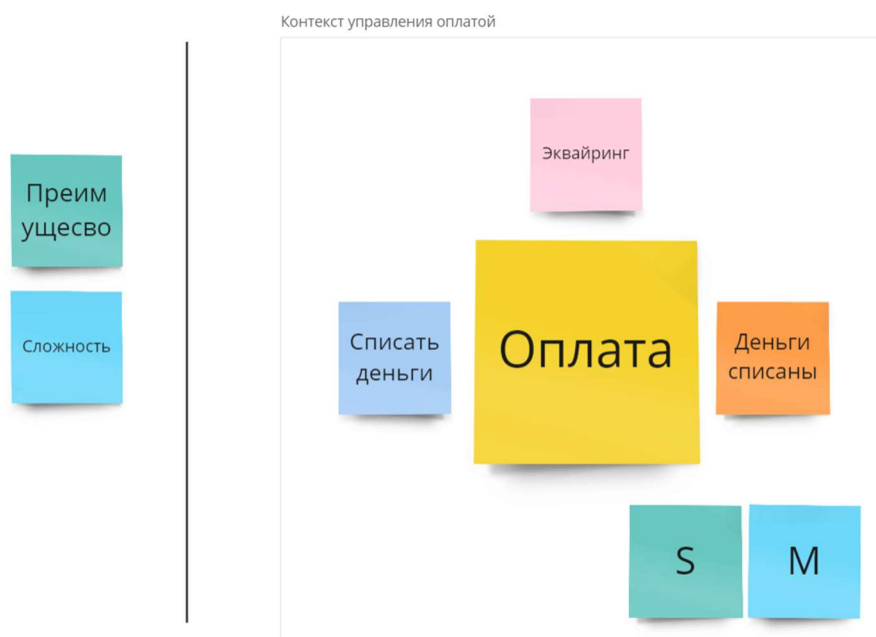 Контекст управления оплатой
Преим
ущесво
Сложность
Эквайринг
Списать
деньги
Оплата
Деньги
списаны
S
M